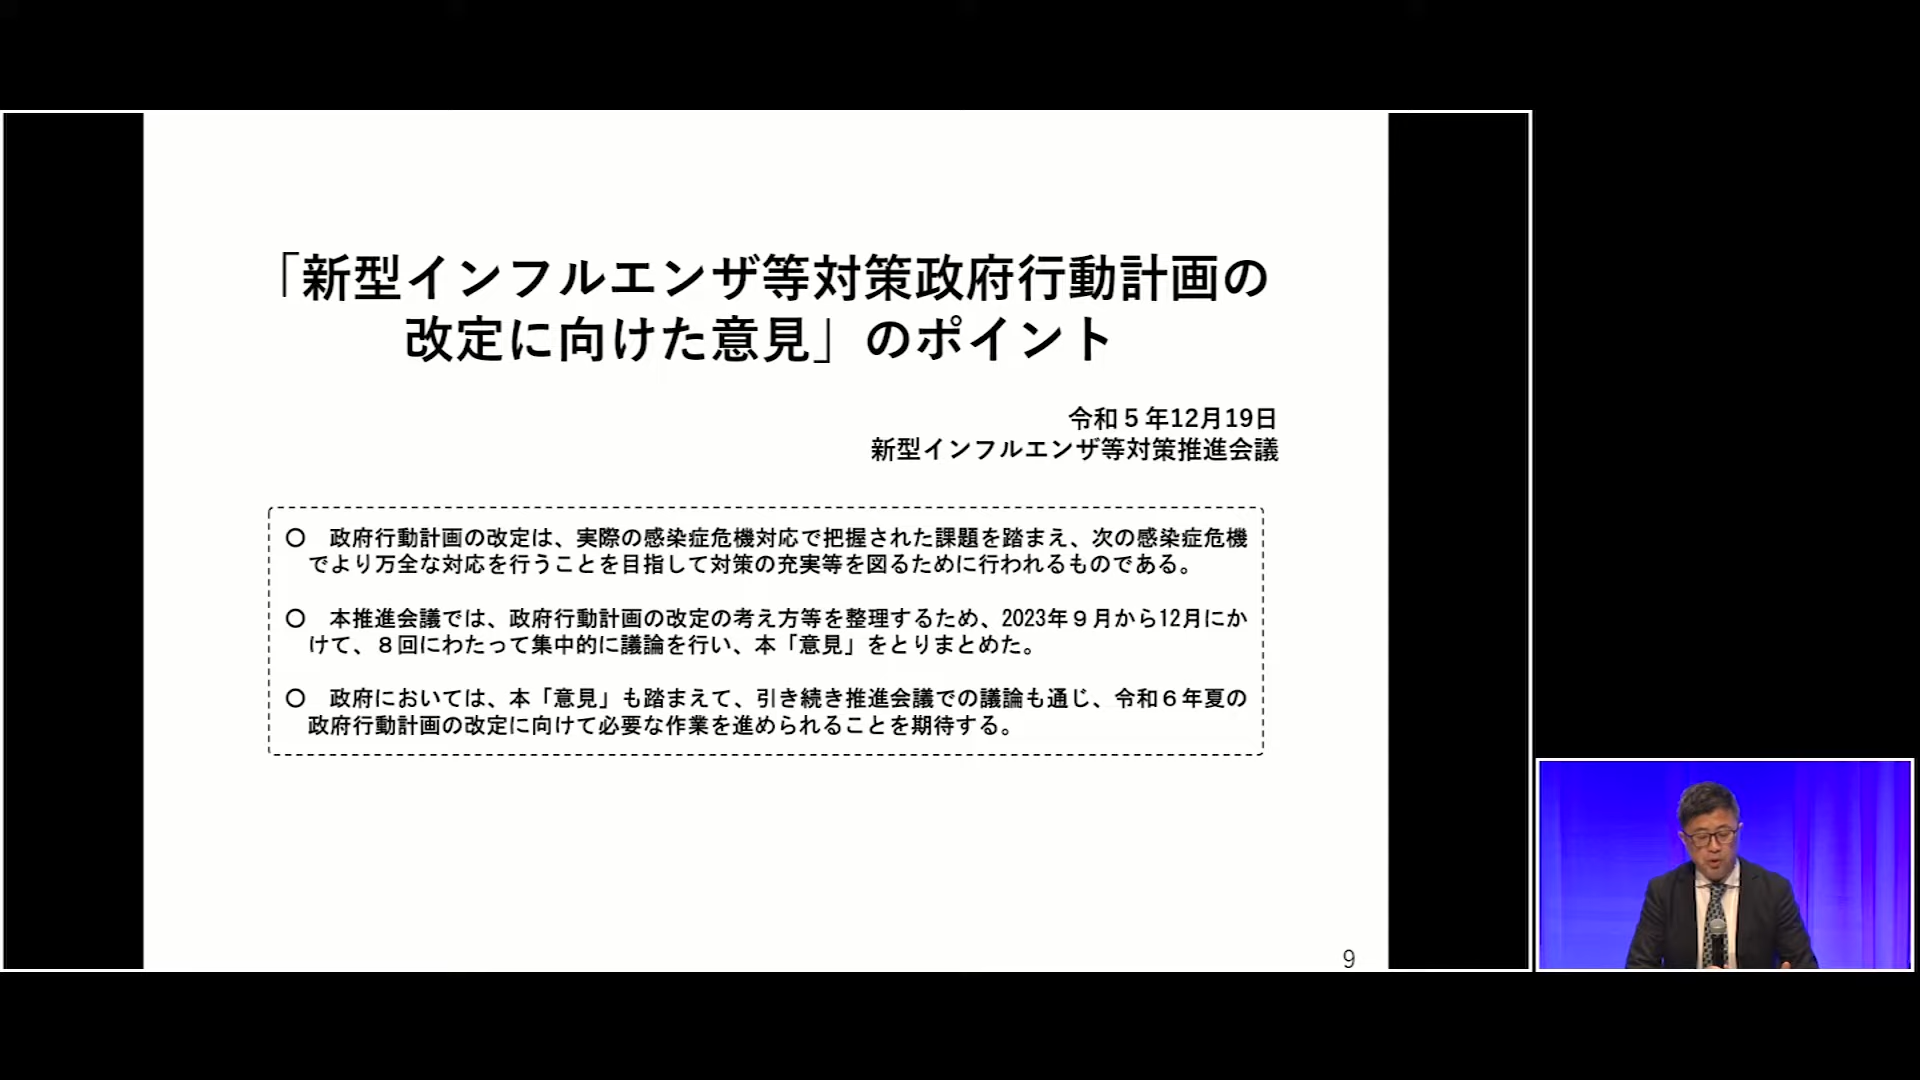 「新型インフルエンザ等対策政府行動計画の
改定に向けた意見」のポイント
令和５年12月19日
新型インフルエンザ等対策推進会議
〇　政府行動計画の改定は、実際の感染症危機対応で把握された課題を踏まえ、次の感染症危機
でより万全な対応を行うことを目指して対策の充実等を図るために行われるものである。
〇　本推進会議では、政府行動計画の改定の考え方等を整理するため、2023年９月から12月にか
けて、８回にわたって集中的に議論を行い、本「意見」をとりまとめた。
〇　政府においては、本「意見」も踏まえて、引き続き推進会議での議論も通じ、令和６年夏の
政府行動計画の改定に向けて必要な作業を進められることを期待する。
9